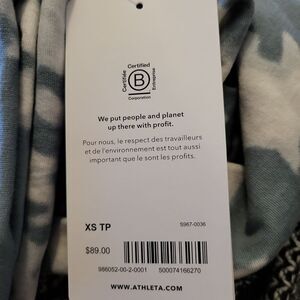 Certified
Certifiée
B
Entreprise
Corporation
We put people and planet
up there with profit.
Pour nous, le respect des travailleurs
et de l'environnement est tout aussi
important que le sont les profits.
XS TP
5967-0036
$89.00
986052-00-2-0001
500074166270
WWW.ATHLETA.COM